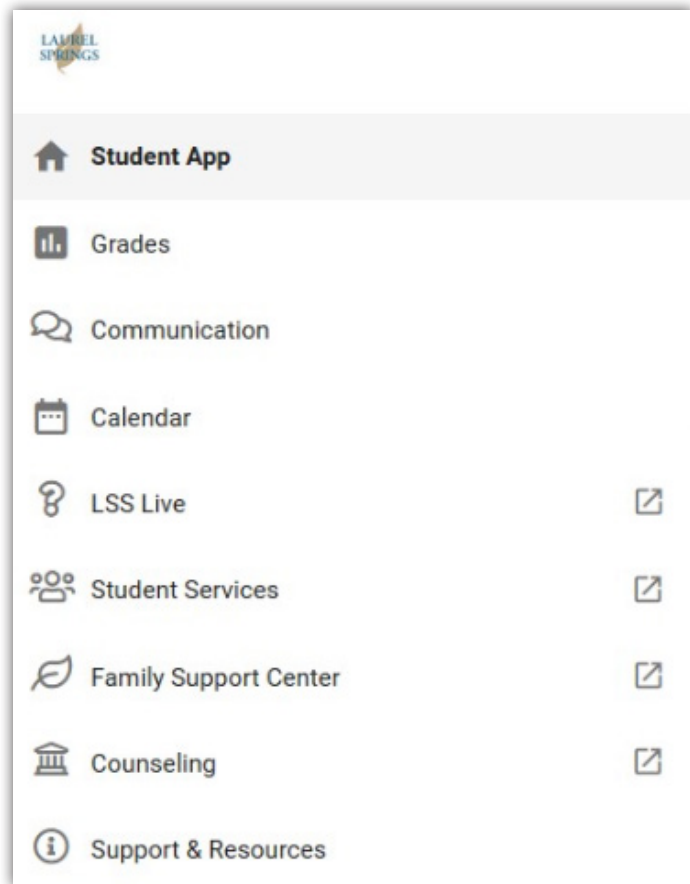 LAUREL
SPRINGS
Student App
Grades
Communication
Calendar
LSS Live
Student Services
Family Support Center
Counseling
Support & Resources